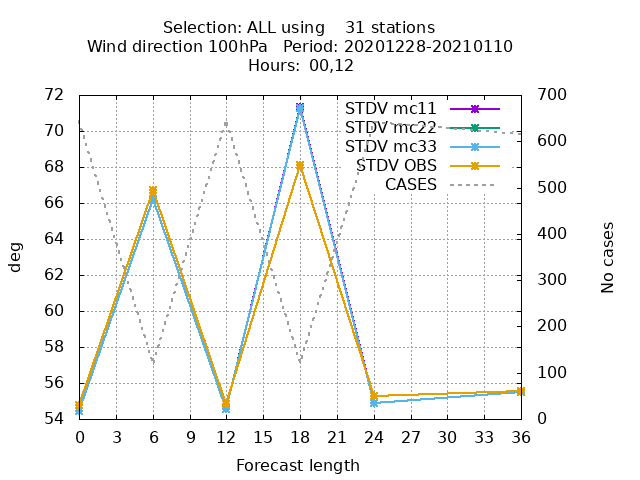 Selection: ALL using    31 stations
Wind direction 100hPa   Period: 20201228-20210110
Hours: 00,12
STDV mc11
STDV mc22
STDV mc33
STDV OBS
CASES
72
70
68
66
64
62
60
58
56
54
deg
700
600
500
400
300
200
100
0
No cases
0 3 6 9 12 15 18 21 24 27 30 33 36
Forecast length